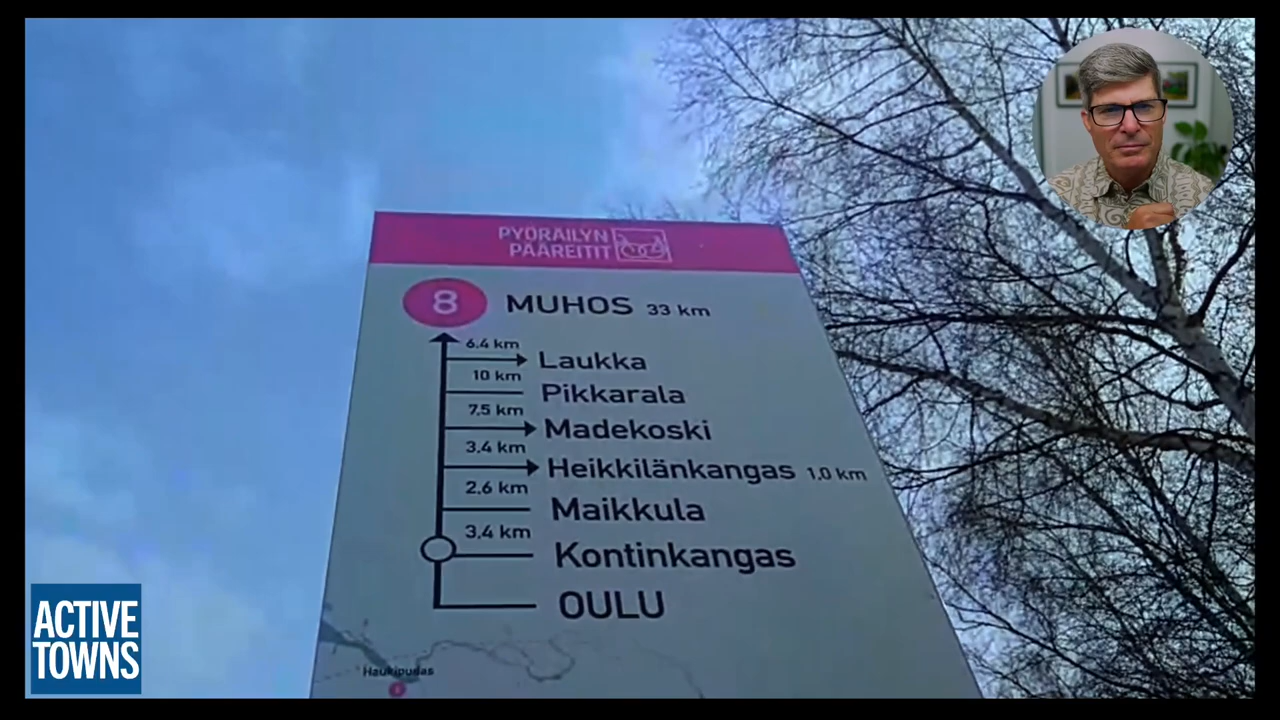 PYÖRÄILYN
PÄÄREITIT
8 MUHOS 33 km
6,4 km
Laukka
10 km
Pikkarala
7,5 km
Madekoski
3,4 km
Heikkilänkangas 1,0 km
2,6 km
Maikkula
3,4 km
Kontinkangas
OULU
Haukipudas
ACTIVE
TOWNS